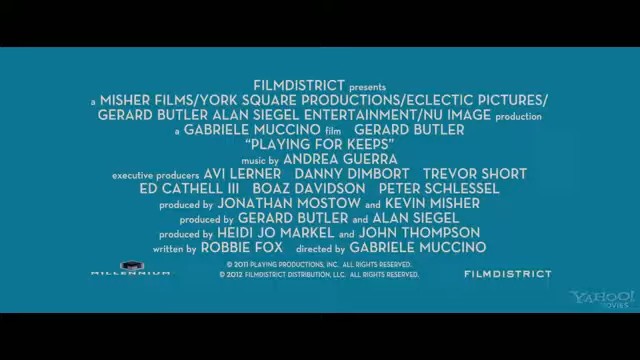 FILMDISTRICT presents
a MISHER FILMS/YORK SQUARE PRODUCTIONS/ECLECTIC PICTURES/
GERARD BUTLER ALAN SIEGEL ENTERTAINMENT/NU IMAGE production
a GABRIELE MUCCINO film GERARD BUTLER
"PLAYING FOR KEEPS"
music by ANDREA GUERRA
executive producers AVI LERNER DANNY DIMBORT TREVOR SHORT
ED CATHELL III BOAZ DAVIDSON PETER SCHLESSEL
produced by JONATHAN MOSTOW and KEVIN MISHER
produced by GERARD BUTLER and ALAN SIEGEL
produced by HEIDI JO MARKEL and JOHN THOMPSON
written by ROBBIE FOX directed by GABRIELE MUCCINO
© 2011 PLAYING PRODUCTIONS, INC. ALL RIGHTS RESERVED.
MILLENNIUM © 2012 FILMDISTRICT DISTRIBUTION, LLC. ALL RIGHTS RESERVED. FILMDISTRICT
YAHOO!
MOVIES